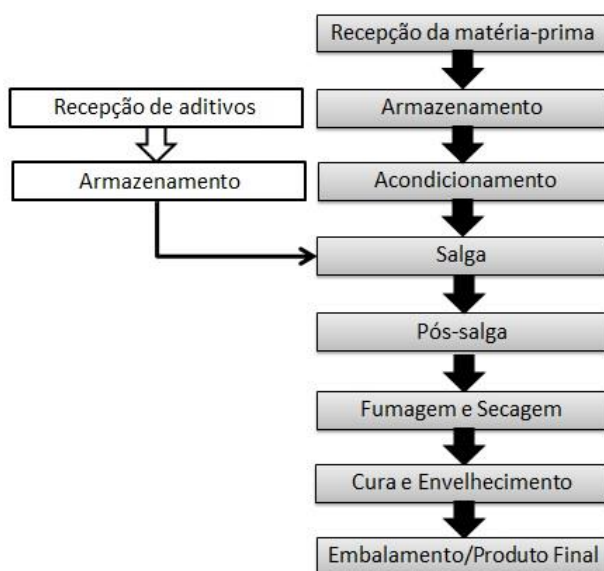 Recepção da matéria-prima
Recepção de aditivos
Armazenamento
Armazenamento
Acondicionamento
Salga
Pós-salga
Fumagem e Secagem
Cura e Envelhecimento
Embalamento/Produto Final